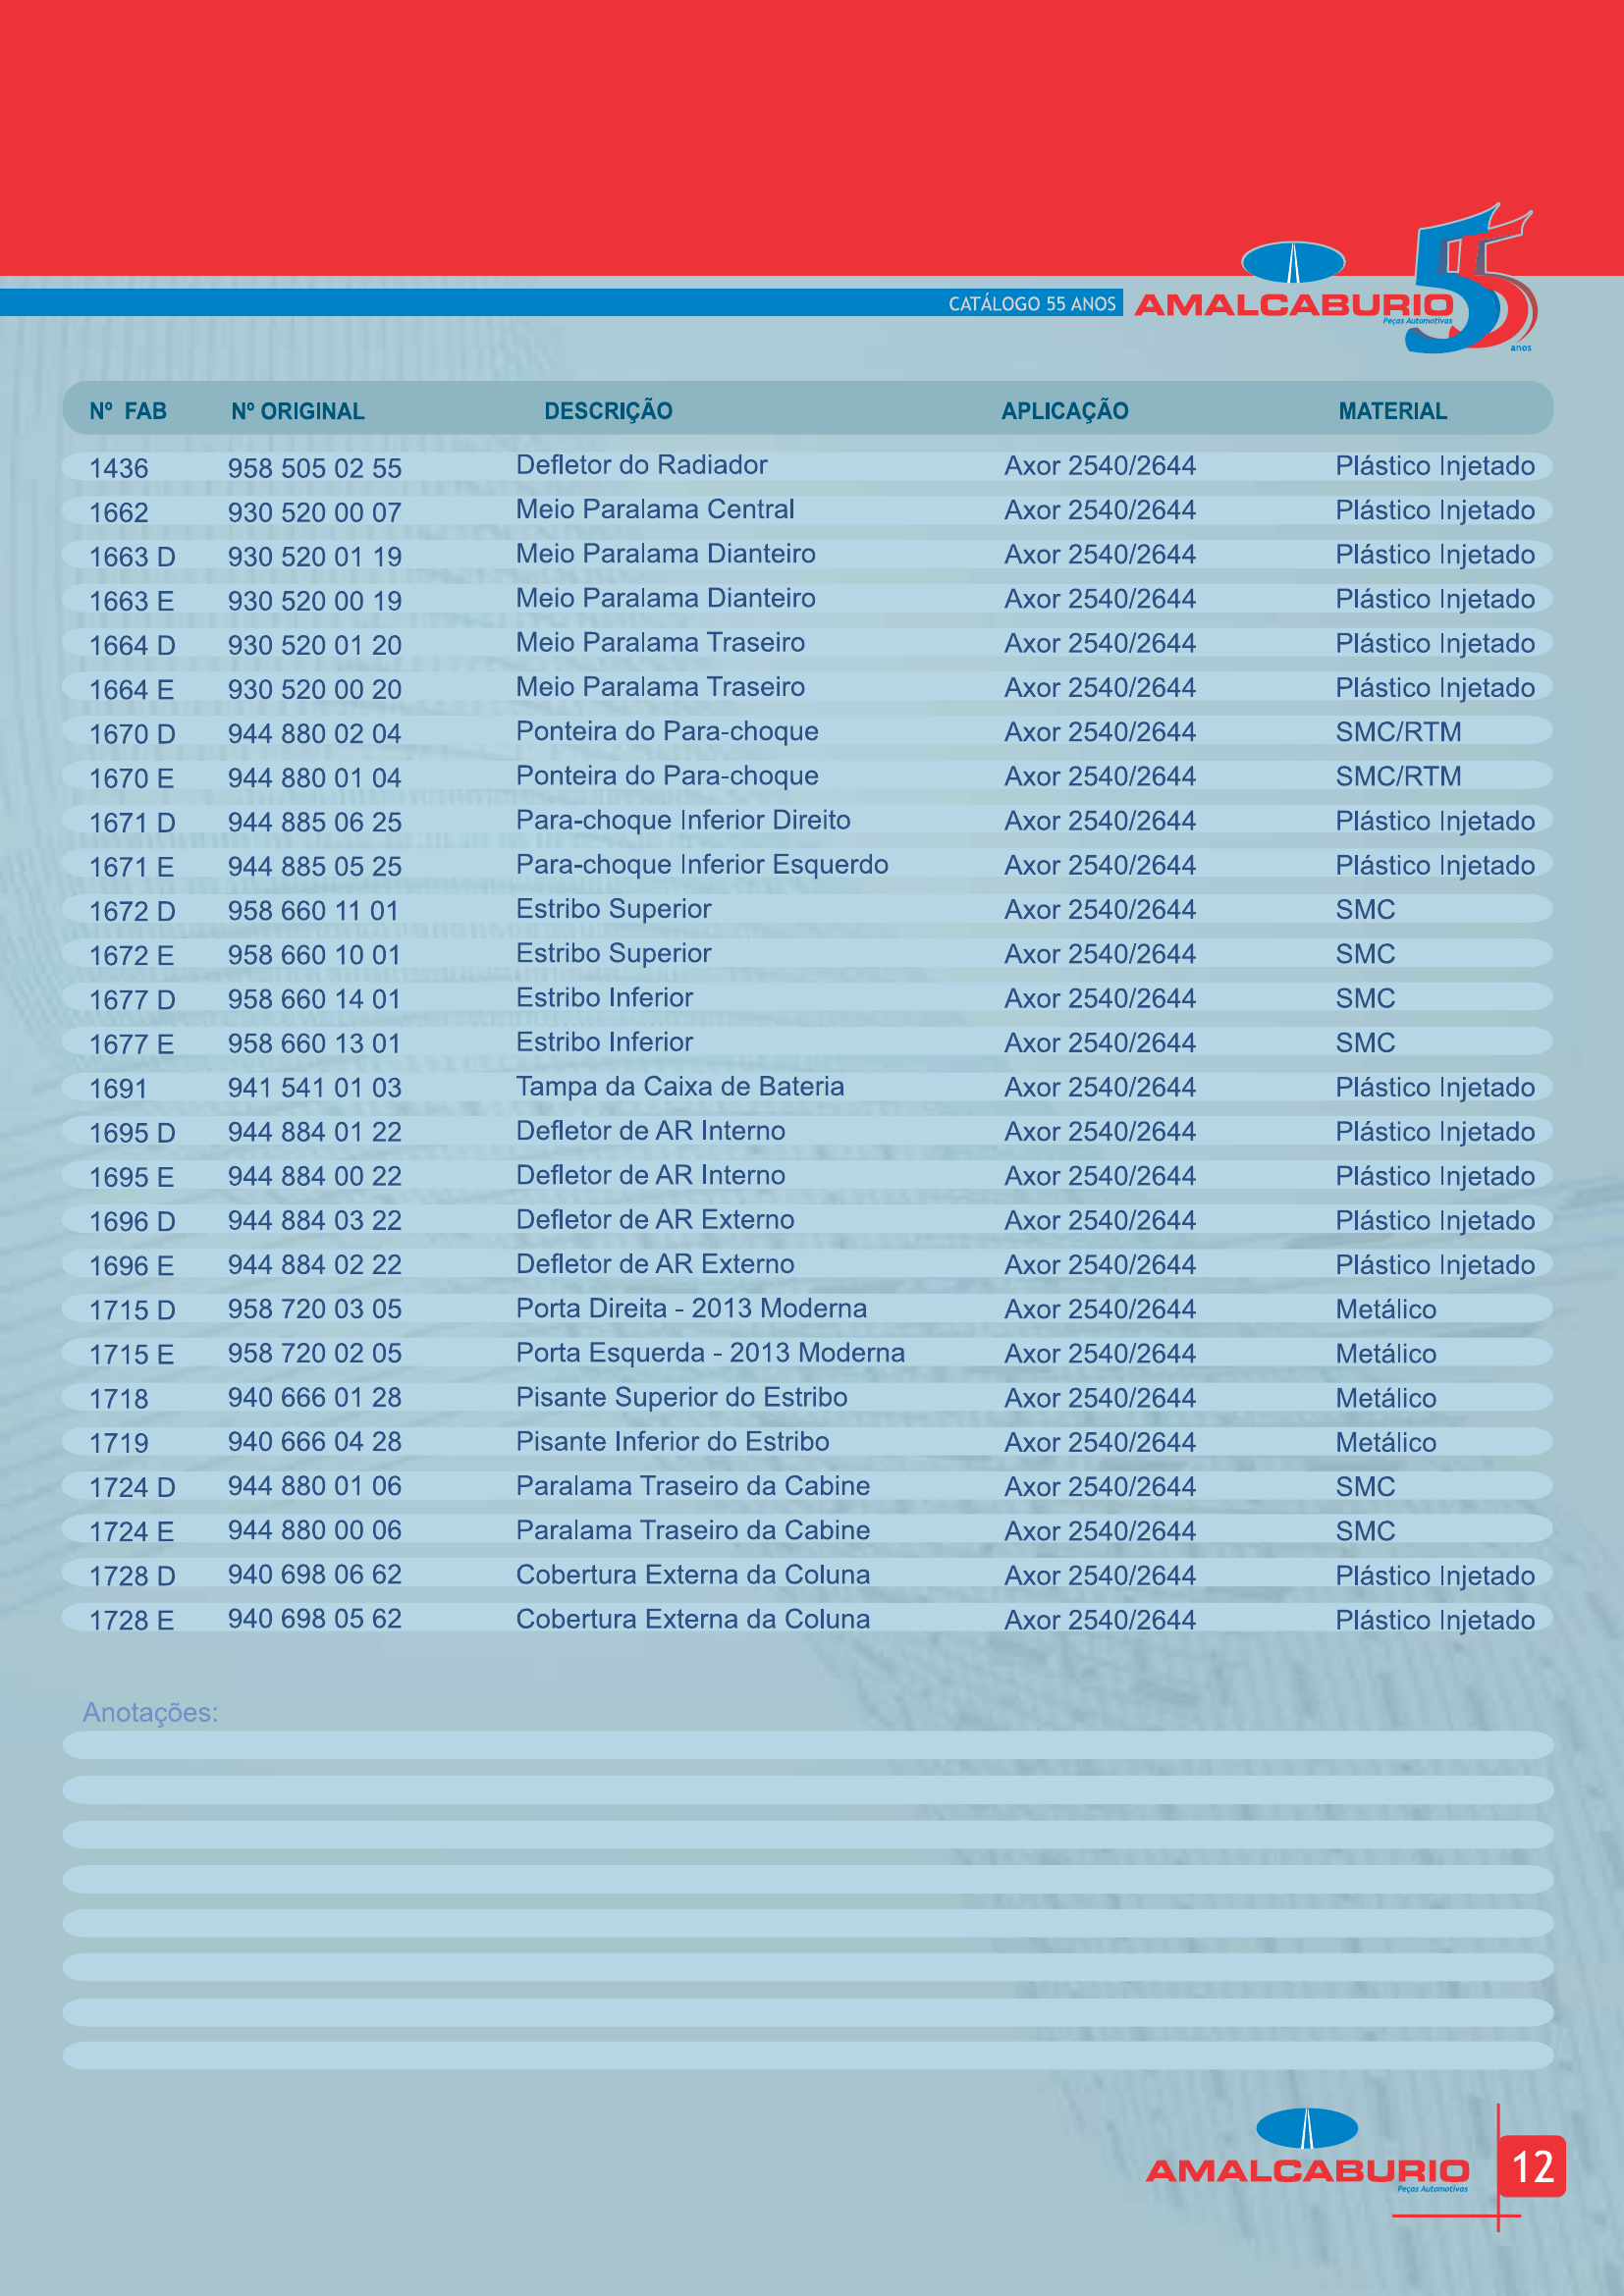 CATÁLOGO 55 ANOS AMALCABURIO 55
Peças Automotivas
anos
Nº FAB Nº ORIGINAL DESCRIÇÃO APLICAÇÃO MATERIAL
1436 958 505 02 55 Defletor do Radiador Axor 2540/2644 Plástico Injetado
1662 930 520 00 07 Meio Paralama Central Axor 2540/2644 Plástico Injetado
1663 D 930 520 01 19 Meio Paralama Dianteiro Axor 2540/2644 Plástico Injetado
1663 E 930 520 00 19 Meio Paralama Dianteiro Axor 2540/2644 Plástico Injetado
1664 D 930 520 01 20 Meio Paralama Traseiro Axor 2540/2644 Plástico Injetado
1664 E 930 520 00 20 Meio Paralama Traseiro Axor 2540/2644 Plástico Injetado
1670 D 944 880 02 04 Ponteira do Para-choque Axor 2540/2644 SMC/RTM
1670 E 944 880 01 04 Ponteira do Para-choque Axor 2540/2644 SMC/RTM
1671 D 944 885 06 25 Para-choque Inferior Direito Axor 2540/2644 Plástico Injetado
1671 E 944 885 05 25 Para-choque Inferior Esquerdo Axor 2540/2644 Plástico Injetado
1672 D 958 660 11 01 Estribo Superior Axor 2540/2644 SMC
1672 E 958 660 10 01 Estribo Superior Axor 2540/2644 SMC
1677 D 958 660 14 01 Estribo Inferior Axor 2540/2644 SMC
1677 E 958 660 13 01 Estribo Inferior Axor 2540/2644 SMC
1691 941 541 01 03 Tampa da Caixa de Bateria Axor 2540/2644 Plástico Injetado
1695 D 944 884 01 22 Defletor de AR Interno Axor 2540/2644 Plástico Injetado
1695 E 944 884 00 22 Defletor de AR Interno Axor 2540/2644 Plástico Injetado
1696 D 944 884 03 22 Defletor de AR Externo Axor 2540/2644 Plástico Injetado
1696 E 944 884 02 22 Defletor de AR Externo Axor 2540/2644 Plástico Injetado
1715 D 958 720 03 05 Porta Direita - 2013 Moderna Axor 2540/2644 Metálico
1715 E 958 720 02 05 Porta Esquerda - 2013 Moderna Axor 2540/2644 Metálico
1718 940 666 01 28 Pisante Superior do Estribo Axor 2540/2644 Metálico
1719 940 666 04 28 Pisante Inferior do Estribo Axor 2540/2644 Metálico
1724 D 944 880 01 06 Paralama Traseiro da Cabine Axor 2540/2644 SMC
1724 E 944 880 00 06 Paralama Traseiro da Cabine Axor 2540/2644 SMC
1728 D 940 698 06 62 Cobertura Externa da Coluna Axor 2540/2644 Plástico Injetado
1728 E 940 698 05 62 Cobertura Externa da Coluna Axor 2540/2644 Plástico Injetado
Anotações:
AMALCABURIO 12
Peças Automotivas